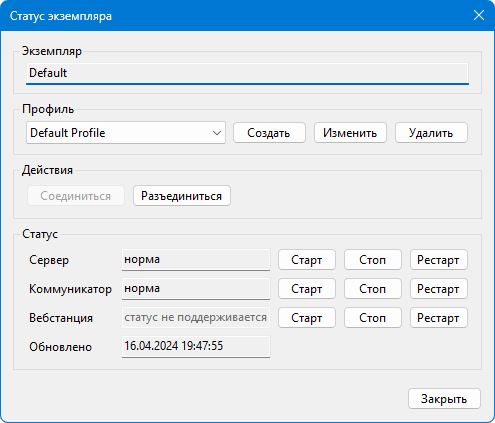 Статус экземпляра
Экземпляр
Default
Профиль
Default Profile Создать Изменить Удалить
Действия
Соединиться Разъединиться
Статус
Сервер норма Старт Стоп Рестарт
Коммуникатор норма Старт Стоп Рестарт
Вебстанция статус не поддерживается Старт Стоп Рестарт
Обновлено 16.04.2024 19:47:55
Закрыть